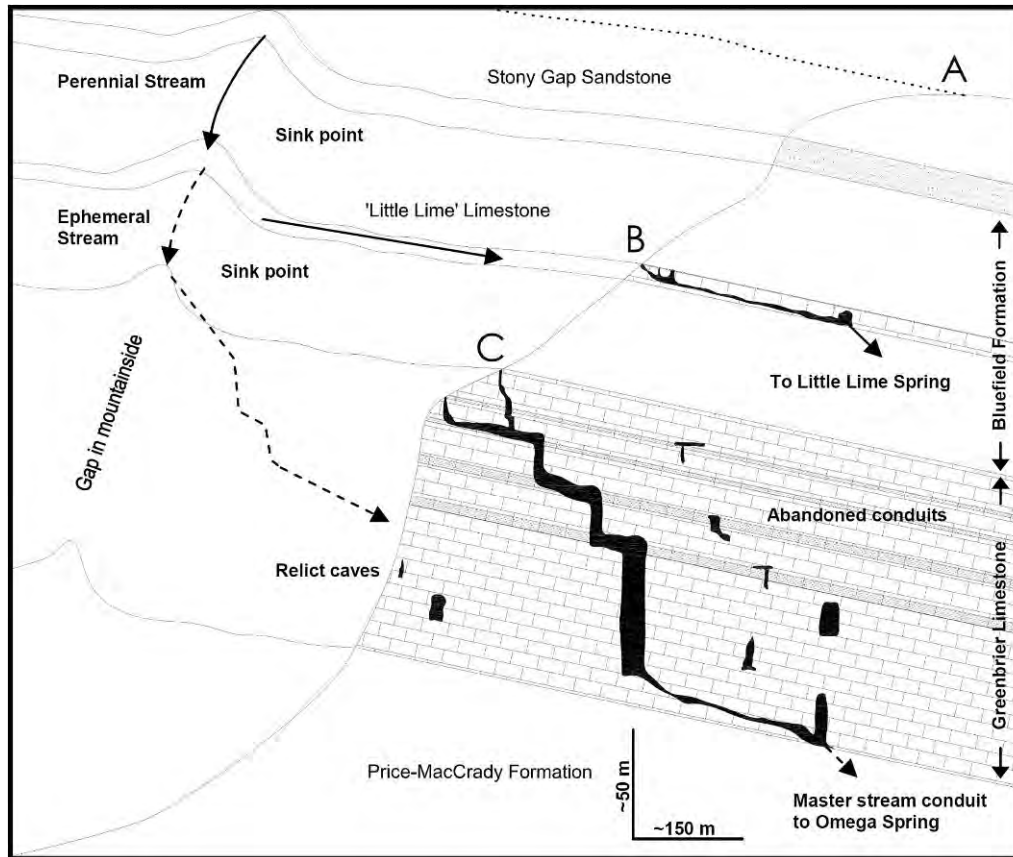 A
Stony Gap Sandstone
Perennial Stream
Sink point
'Little Lime' Limestone
Ephemeral
Stream
B
Sink point
Bluefield Formation
C
To Little Lime Spring
Gap in mountainside
Abandoned conduits
Relict caves
Greenbrier Limestone
Price-MacCrady Formation
~50 m
~150 m
Master stream conduit
to Omega Spring